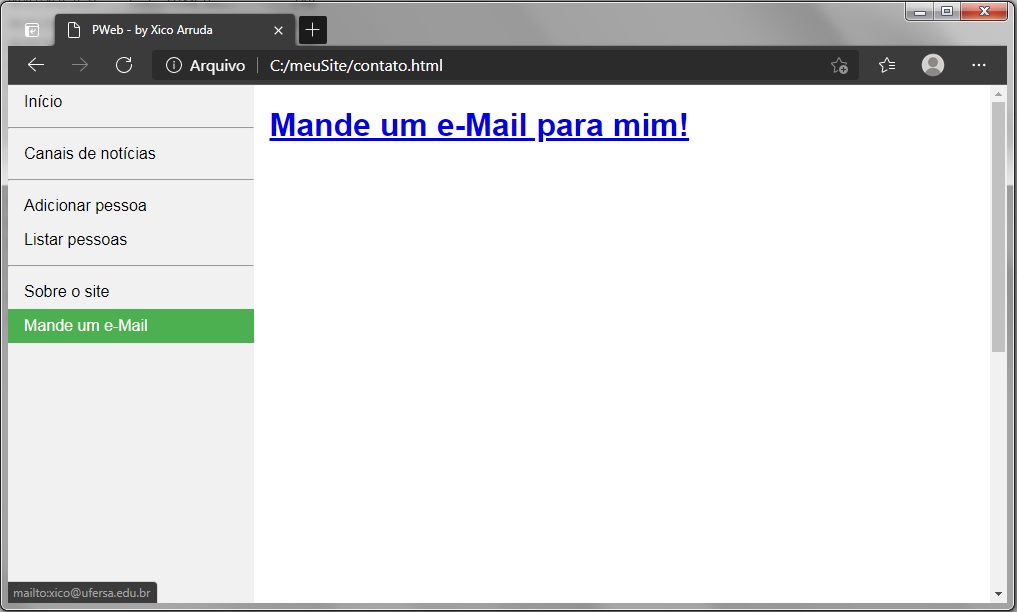 PWeb - by Xico Arruda
Arquivo C:/meuSite/contato.html
Início
Canais de notícias
Adicionar pessoa
Listar pessoas
Sobre o site
Mande um e-Mail
Mande um e-Mail para mim!
mailto:xico@ufersa.edu.br